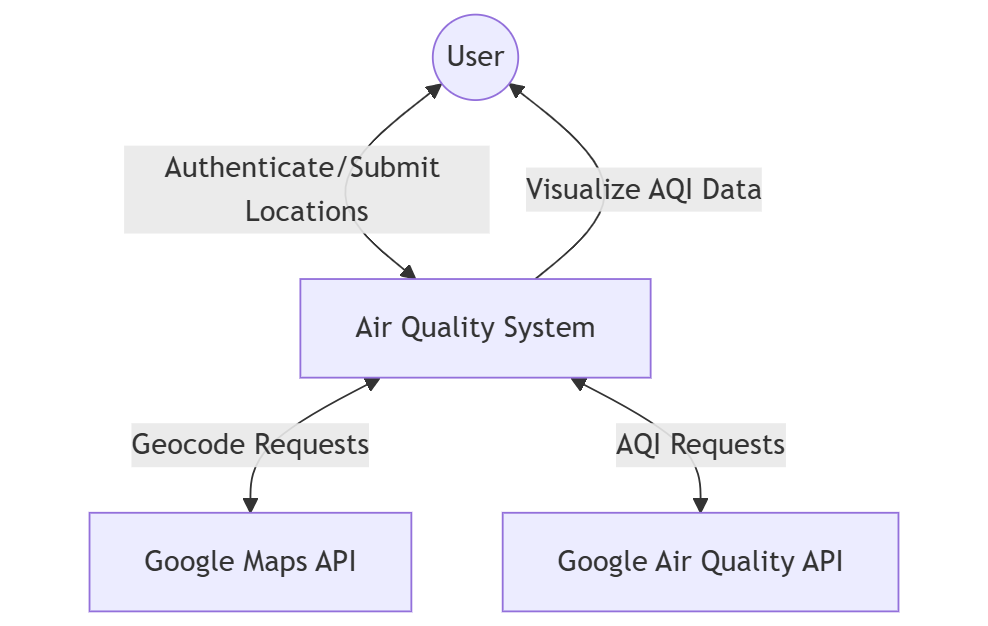 User
Authenticate/Submit
Locations
Visualize AQI Data
Air Quality System
Geocode Requests
AQI Requests
Google Maps API
Google Air Quality API